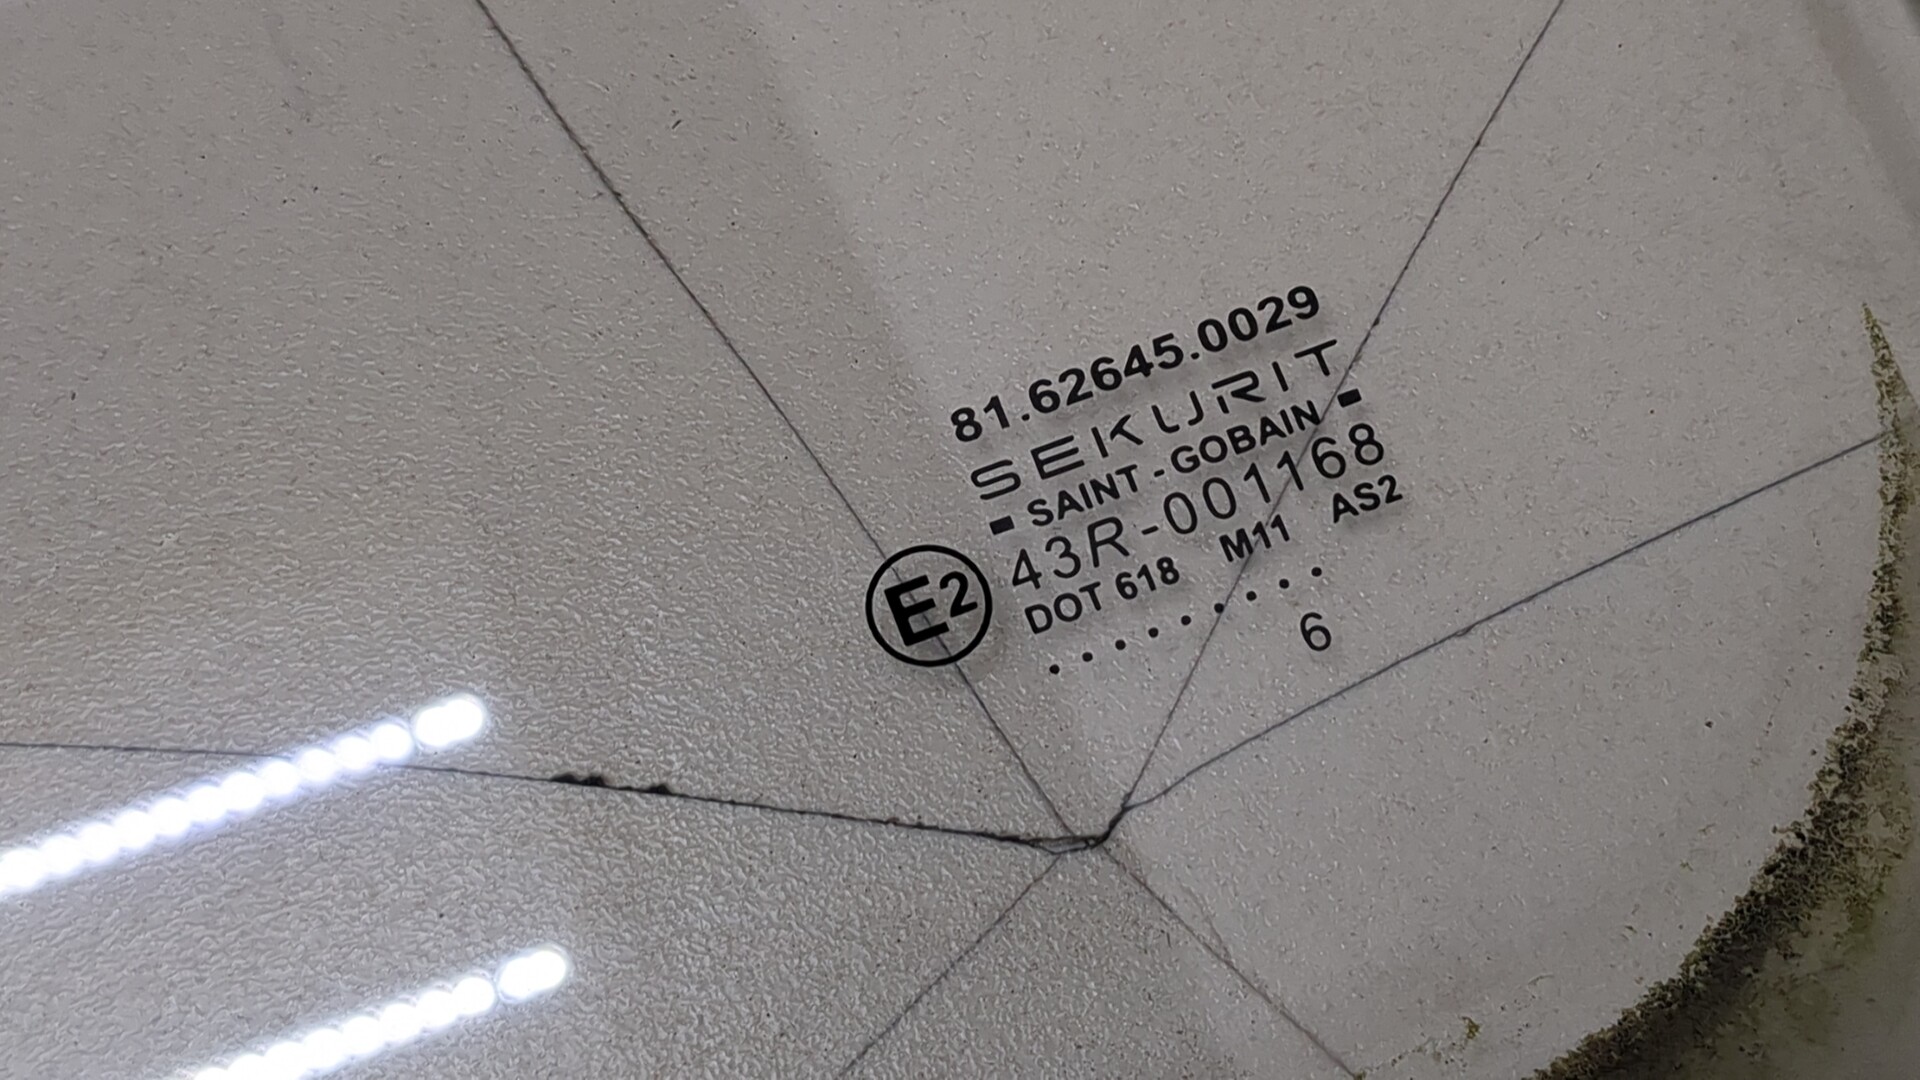 81.62645.0029
SEKURIT
SAINT-GOBAIN
43R-001168
E2
DOT 618 M11 AS2
. . . . . . . . .
6